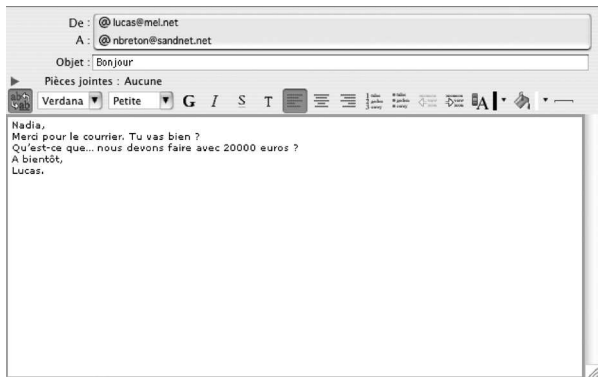 De : @ lucas@mel.net
A : @ nbreton@sandnet.net
Objet : Bonjour
Pièces jointes : Aucune
Verdana Petite G I S T A
Nadia,
Merci pour le courrier. Tu vas bien ?
Qu'est-ce que... nous devons faire avec 20000 euros ?
A bientôt,
Lucas.